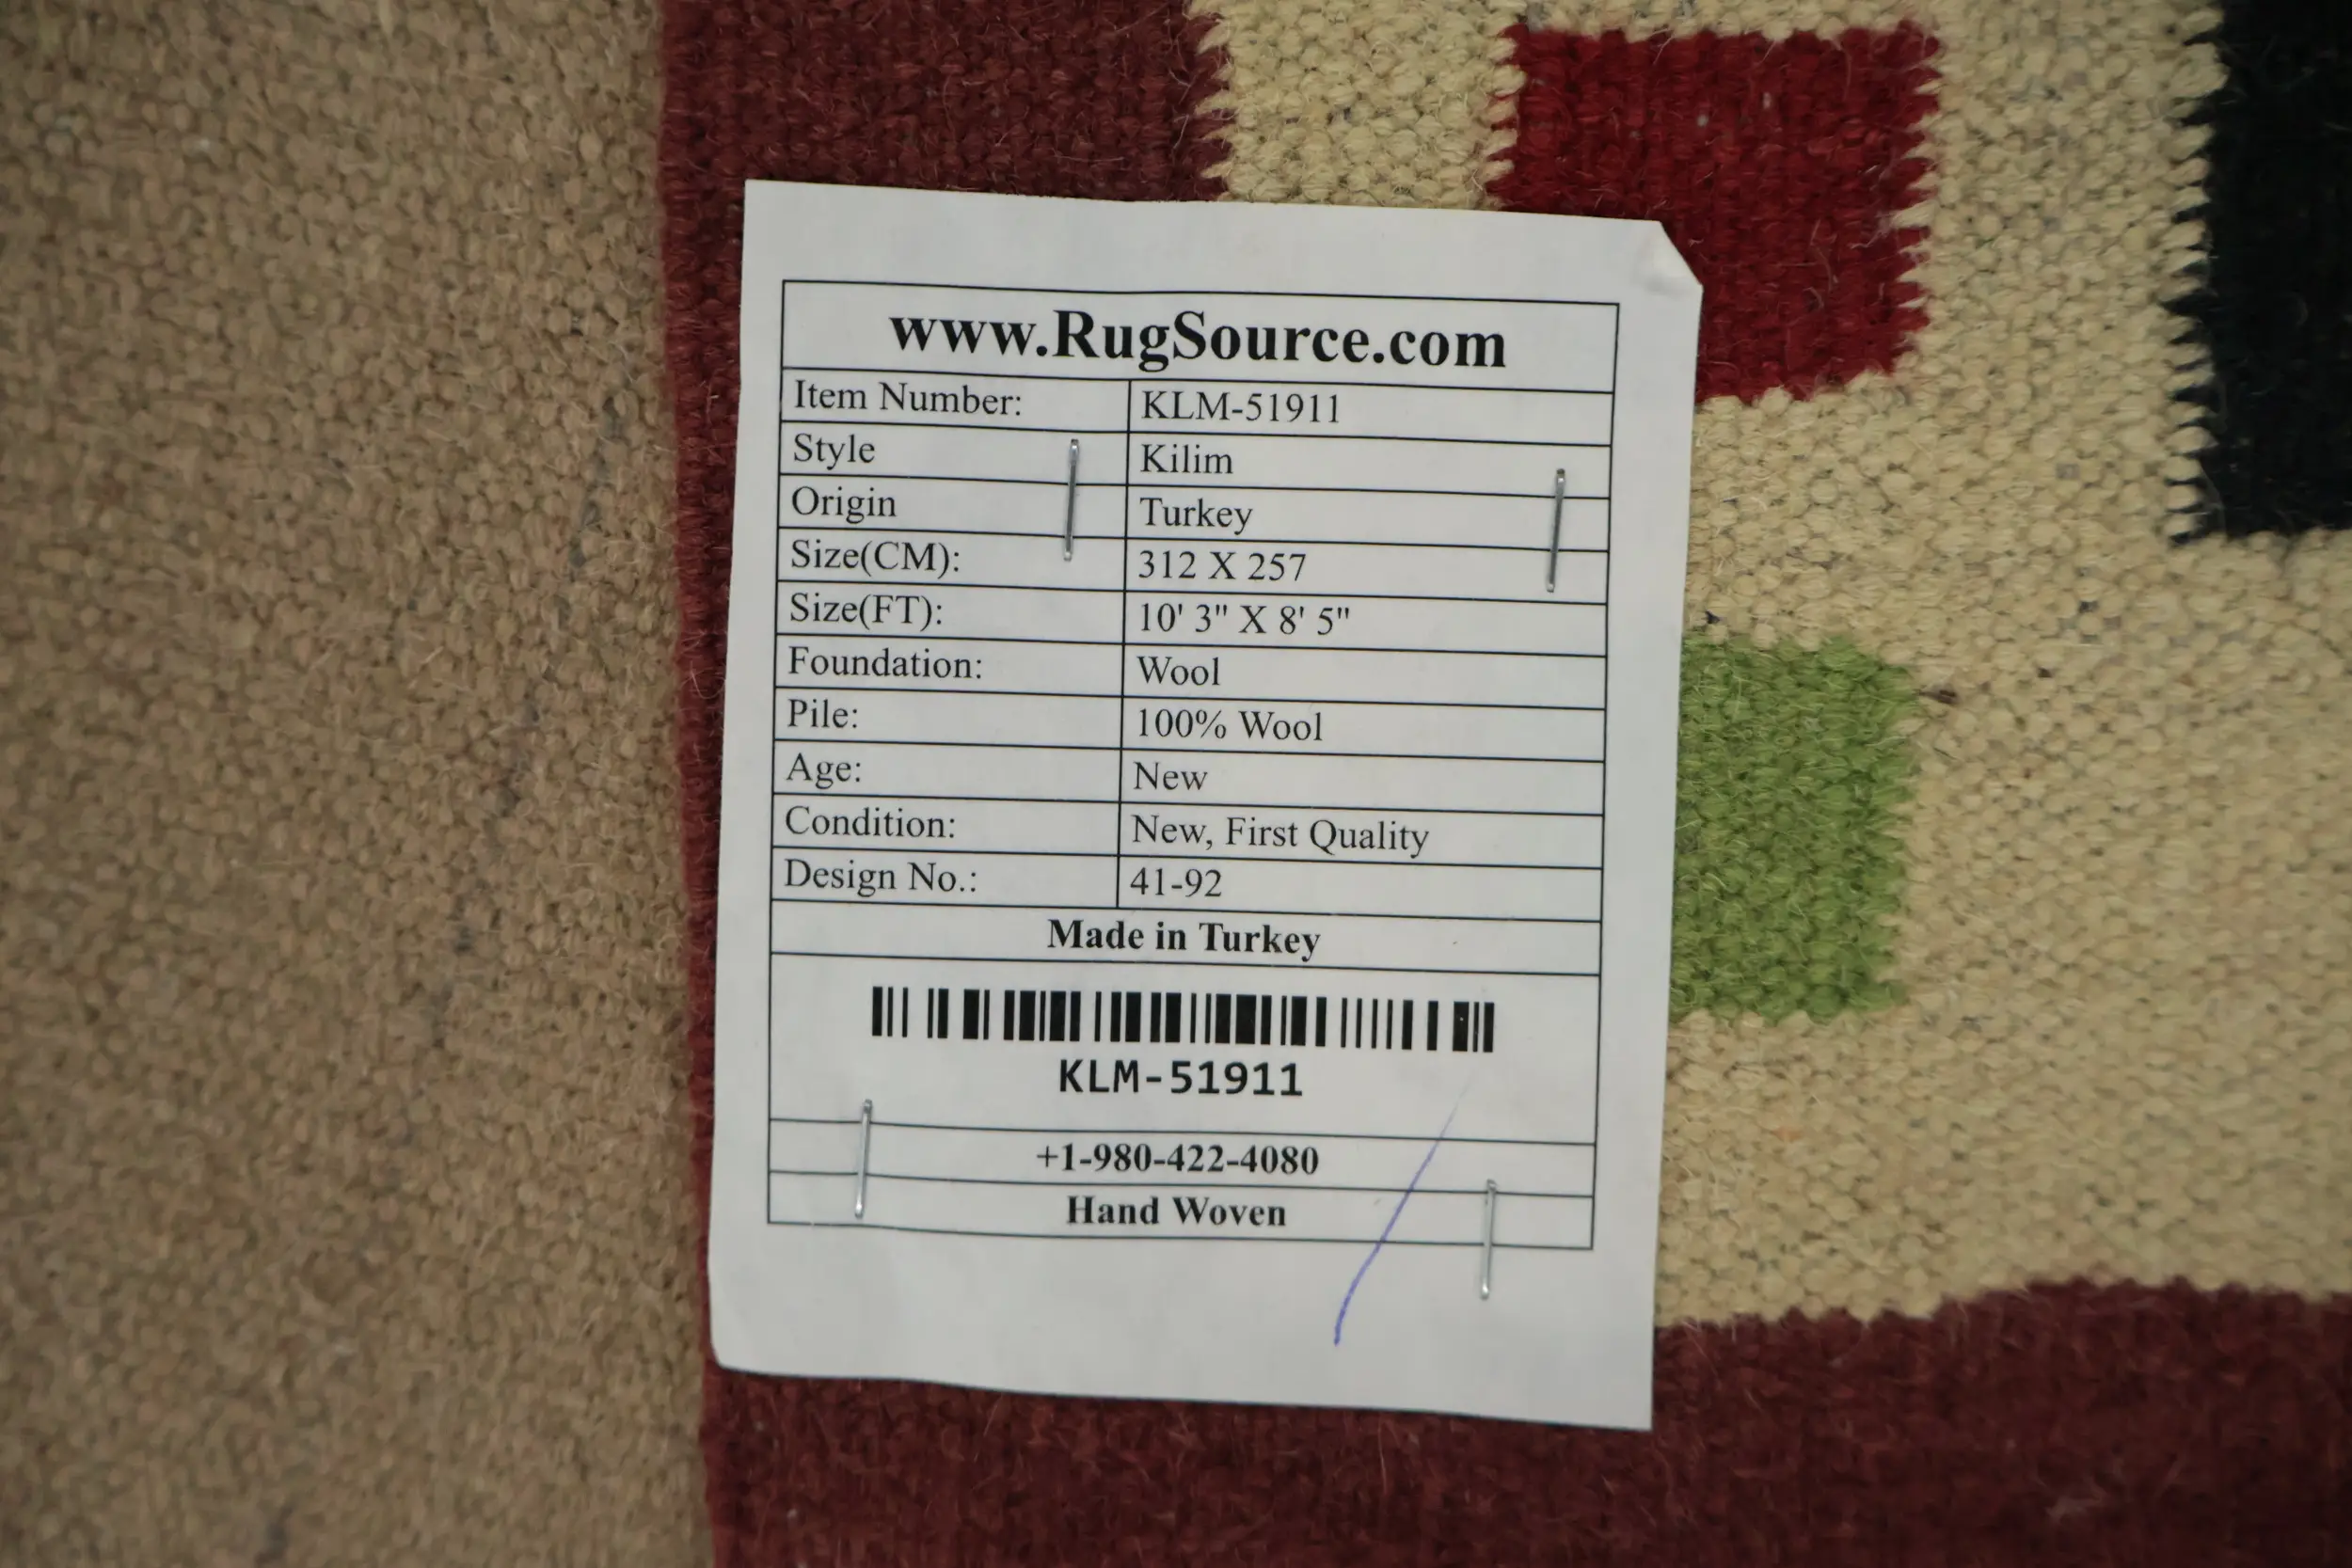 www.RugSource.com
Item Number: KLM-51911
Style Kilim
Origin Turkey
Size(CM): 312 X 257
Size(FT): 10' 3" X 8' 5"
Foundation: Wool
Pile: 100% Wool
Age: New
Condition: New, First Quality
Design No.: 41-92
Made in Turkey
KLM-51911
+1-980-422-4080
Hand Woven